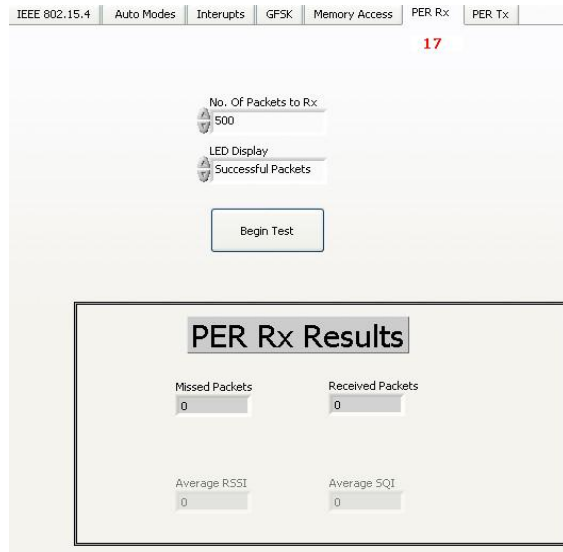 IEEE 802.15.4 Auto Modes Interupts GFSK Memory Access PER Rx PER Tx
17
No. Of Packets to Rx
500
LED Display
Successful Packets
Begin Test
PER Rx Results
Missed Packets Received Packets
0 0
Average RSSI Average SQI
0 0